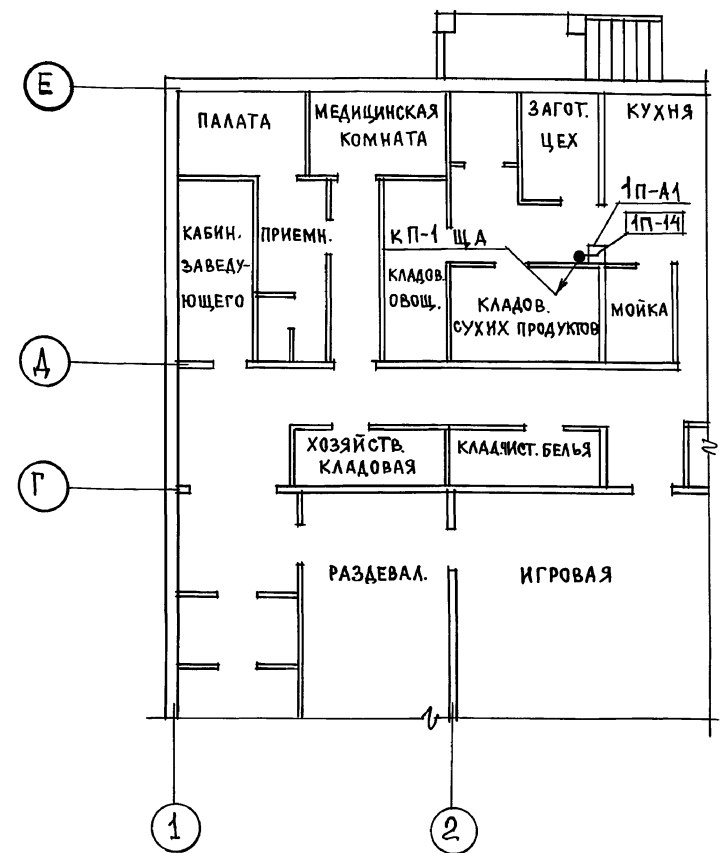 Е
ПАЛАТА
МЕДИЦИНСКАЯ
КОМНАТА
ЗАГОТ.
ЦЕХ
КУХНЯ
1П-А1
1П-14
КАБИН.
ЗАВЕДУ-
ЮЩЕГО
ПРИЕМН.
КП-1 Щ.А
КЛАДОВ.
ОВОЩ.
КЛАДОВ.
СУХИХ ПРОДУКТОВ
МОЙКА
Д
ХОЗЯЙСТВ.
КЛАДОВАЯ
КЛАД.ЧИСТ. БЕЛЬЯ
Г
РАЗДЕВАЛ.
ИГРОВАЯ
1
2